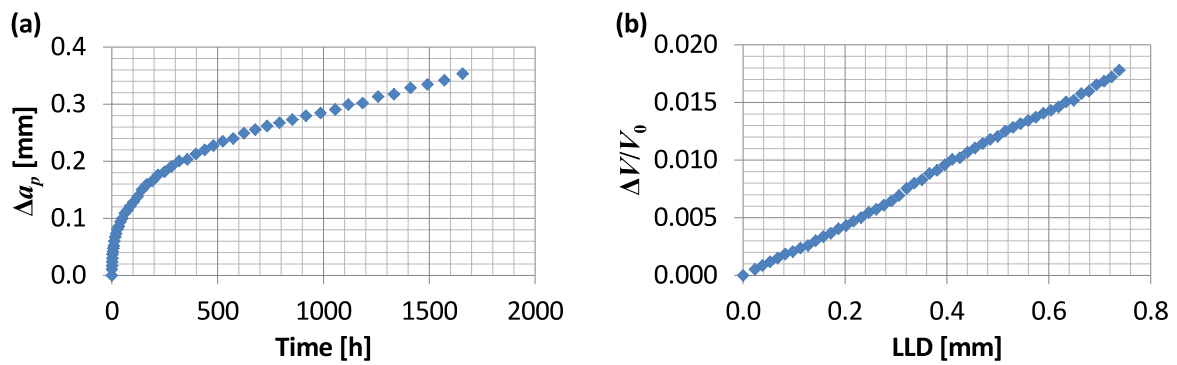 (a)
Δaₚ [mm]
0.4
0.3
0.2
0.1
0.0
0 500 1000 1500 2000
Time [h]
(b)
ΔV/V₀
0.020
0.015
0.010
0.005
0.000
0.0 0.2 0.4 0.6 0.8
LLD [mm]